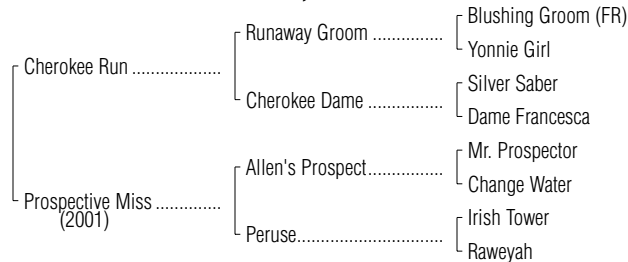 Blushing Groom (FR)
Runaway Groom ................
Yonnie Girl
Cherokee Run ....................
Silver Saber
Cherokee Dame .................
Dame Francesca
Mr. Prospector
Allen's Prospect.................
Change Water
Prospective Miss ..............
(2001)
Irish Tower
Peruse.................................
Raweyah